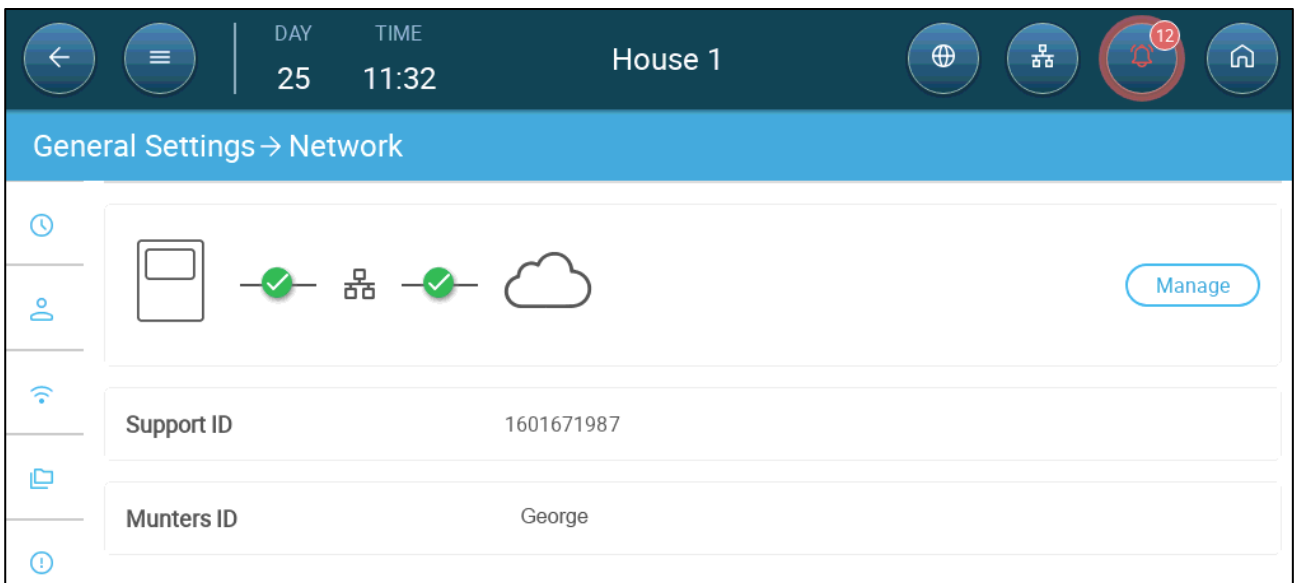 DAY TIME
25 11:32
House 1
12
General Settings → Network
Manage
Support ID 1601671987
Munters ID George